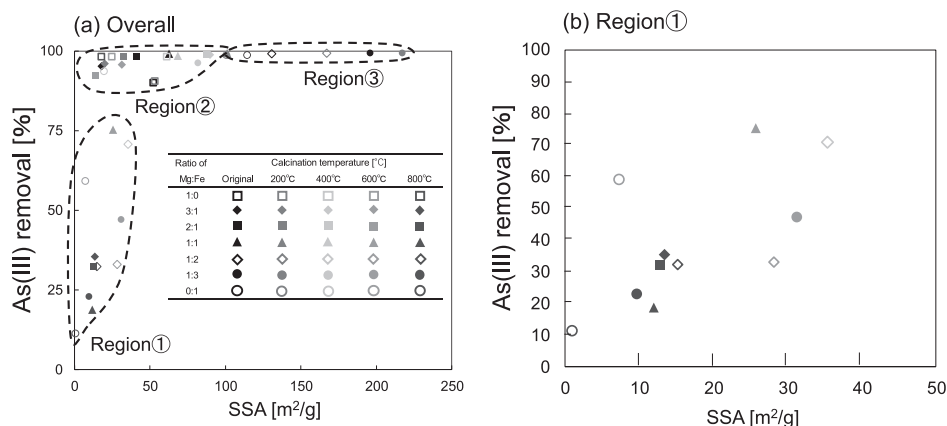 (a) Overall
100
75
50
25
0
0 50 100 150 200 250
As(III) removal [%]
SSA [m²/g]
Region①
Region②
Region③
Ratio of Mg:Fe
Calcination temperature [°C]
Original 200℃ 400℃ 600℃ 800℃
1:0
3:1
2:1
1:1
1:2
1:3
0:1
(b) Region①
100
90
80
70
60
50
40
30
20
10
0
0 10 20 30 40 50
As(III) removal [%]
SSA [m²/g]